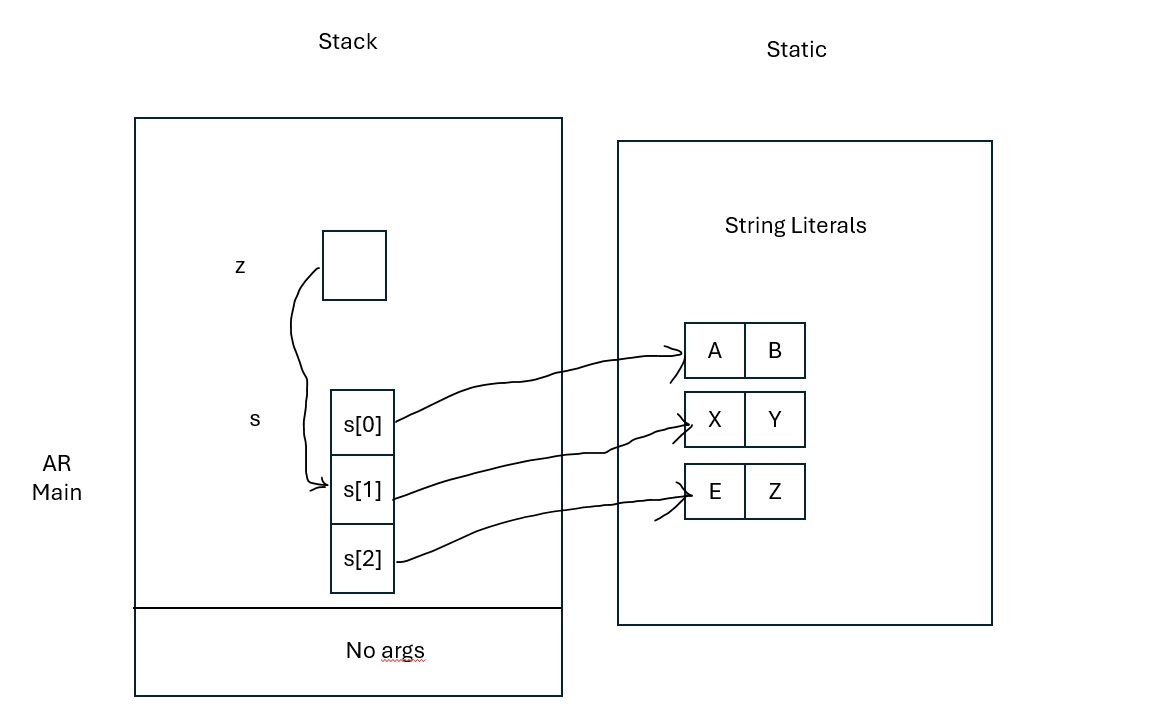 Stack
Static
String Literals
z
A B
s
s[0]
X Y
AR
Main
s[1]
E Z
s[2]
No args